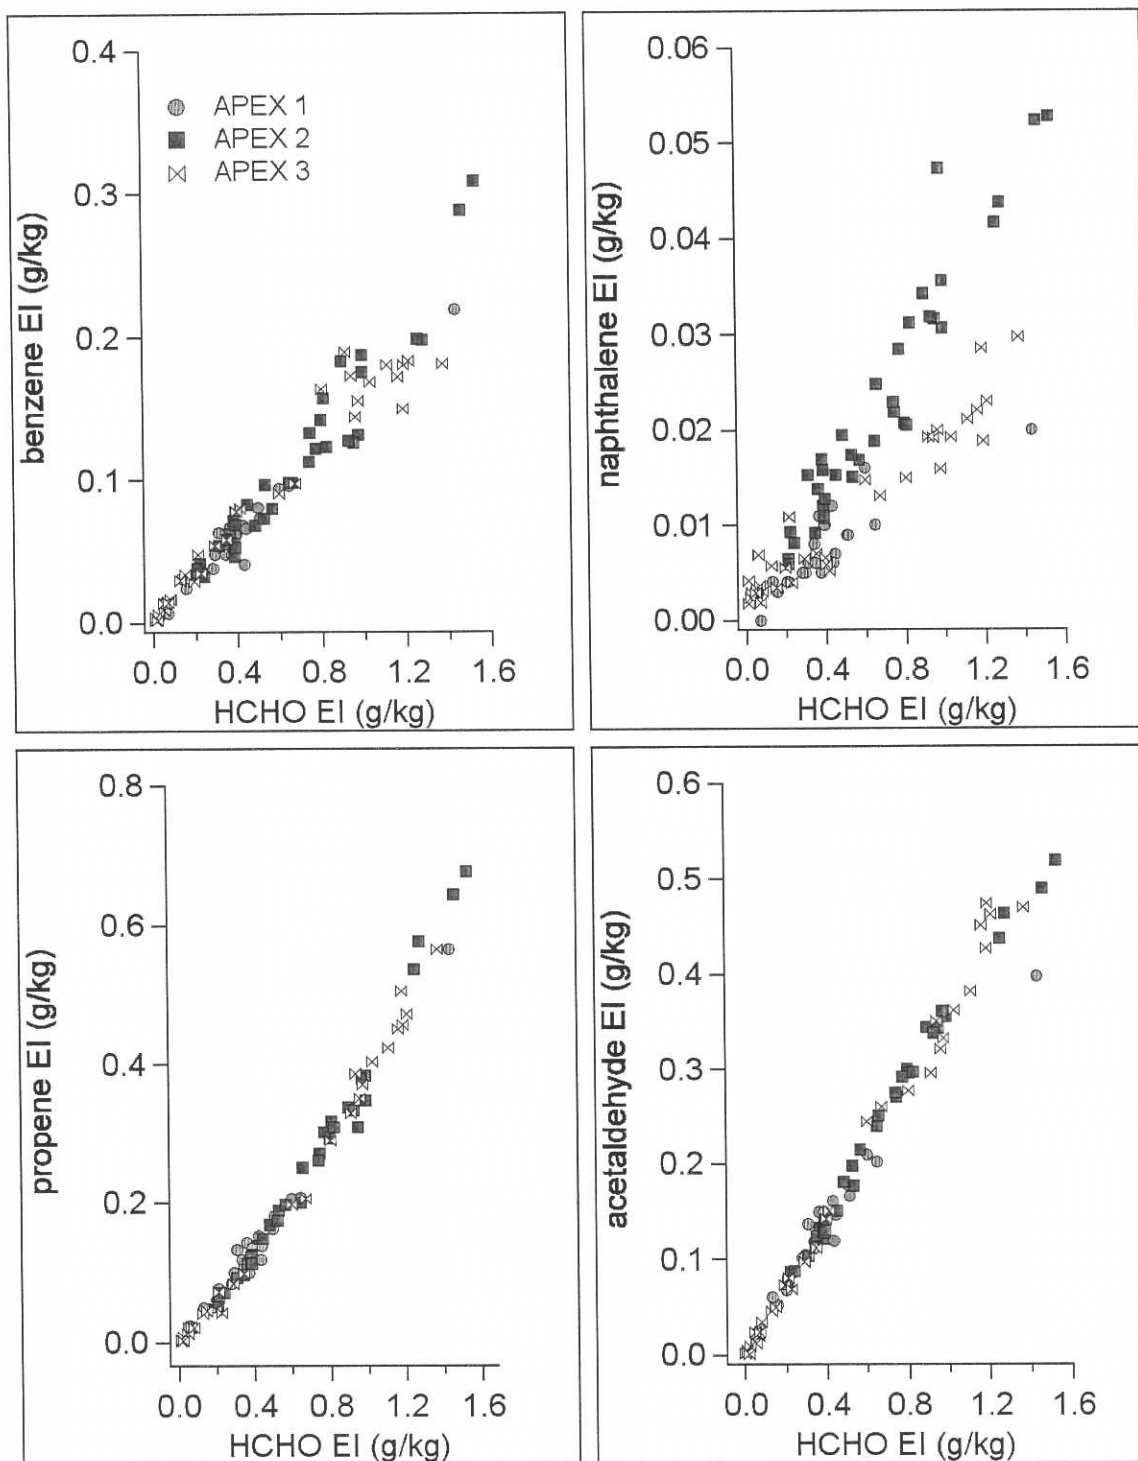 0.4
0.3
0.2
0.1
0.0
benzene EI (g/kg)
APEX 1
APEX 2
APEX 3
0.0 0.4 0.8 1.2 1.6
HCHO EI (g/kg)
0.06
0.05
0.04
0.03
0.02
0.01
0.00
naphthalene EI (g/kg)
0.0 0.4 0.8 1.2 1.6
HCHO EI (g/kg)
0.8
0.6
0.4
0.2
0.0
propene EI (g/kg)
0.0 0.4 0.8 1.2 1.6
HCHO EI (g/kg)
0.6
0.5
0.4
0.3
0.2
0.1
0.0
acetaldehyde EI (g/kg)
0.0 0.4 0.8 1.2 1.6
HCHO EI (g/kg)